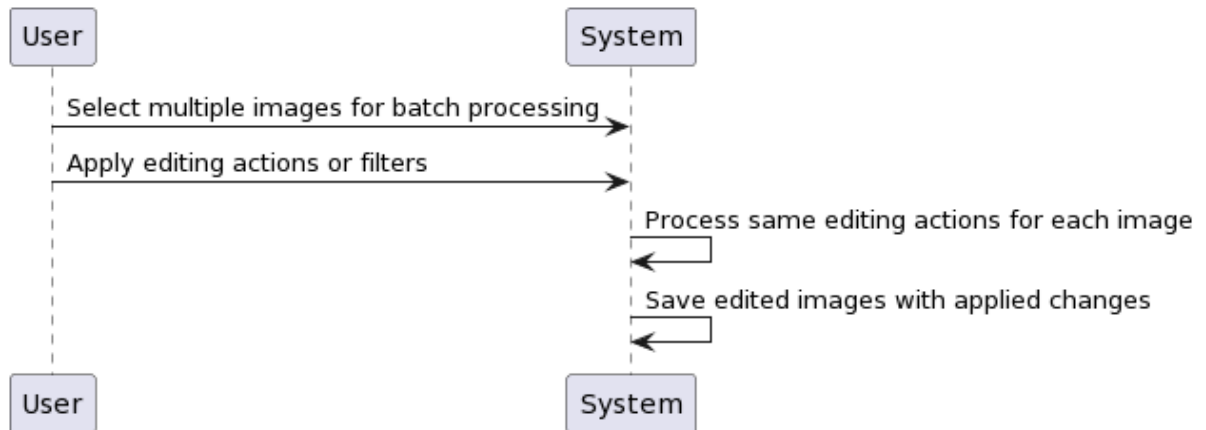 User
System
Select multiple images for batch processing
Apply editing actions or filters
Process same editing actions for each image
Save edited images with applied changes
User
System